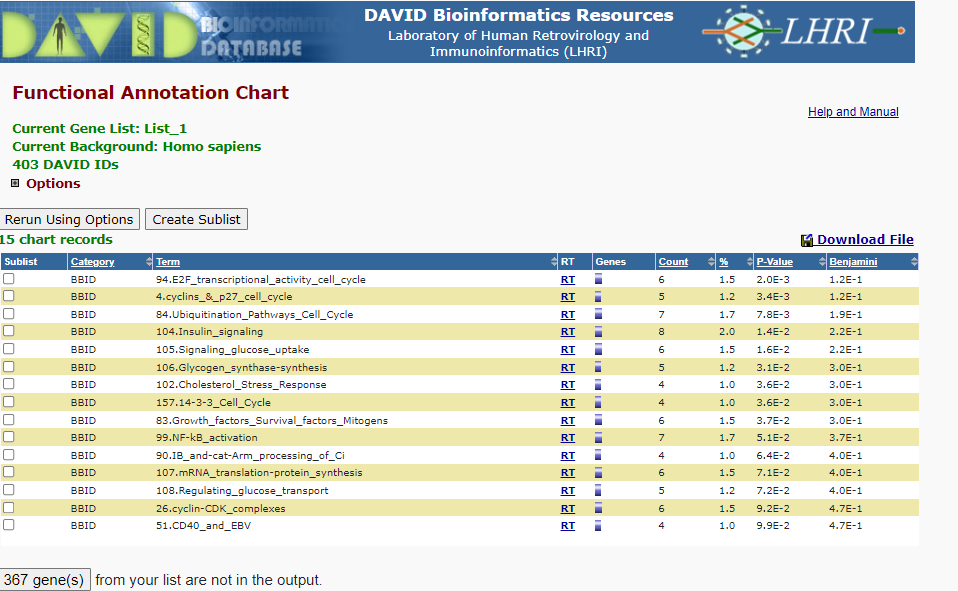 DAVID BIOINFORMATICS DATABASE
DAVID Bioinformatics Resources
Laboratory of Human Retrovirology and
Immunoinformatics (LHRI)
LHRI
Functional Annotation Chart
Help and Manual
Current Gene List: List_1
Current Background: Homo sapiens
403 DAVID IDs
Options
Rerun Using Options Create Sublist
15 chart records Download File
Sublist Category Term RT Genes Count % P-Value Benjamini
BBID 94.E2F_transcriptional_activity_cell_cycle RT 6 1.5 2.0E-3 1.2E-1
BBID 4.cyclins_&_p27_cell_cycle RT 5 1.2 3.4E-3 1.2E-1
BBID 84.Ubiquitination_Pathways_Cell_Cycle RT 7 1.7 7.8E-3 1.9E-1
BBID 104.Insulin_signaling RT 8 2.0 1.4E-2 2.2E-1
BBID 105.Signaling_glucose_uptake RT 6 1.5 1.6E-2 2.2E-1
BBID 106.Glycogen_synthase-synthesis RT 5 1.2 3.1E-2 3.0E-1
BBID 102.Cholesterol_Stress_Response RT 4 1.0 3.6E-2 3.0E-1
BBID 157.14-3-3_Cell_Cycle RT 4 1.0 3.6E-2 3.0E-1
BBID 83.Growth_factors_Survival_factors_Mitogens RT 6 1.5 3.7E-2 3.0E-1
BBID 99.NF-kB_activation RT 7 1.7 5.1E-2 3.7E-1
BBID 90.IB_and-cat-Arm_processing_of_Ci RT 4 1.0 6.4E-2 4.0E-1
BBID 107.mRNA_translation-protein_synthesis RT 6 1.5 7.1E-2 4.0E-1
BBID 108.Regulating_glucose_transport RT 5 1.2 7.2E-2 4.0E-1
BBID 26.cyclin-CDK_complexes RT 6 1.5 9.2E-2 4.7E-1
BBID 51.CD40_and_EBV RT 4 1.0 9.9E-2 4.7E-1
367 gene(s) from your list are not in the output.